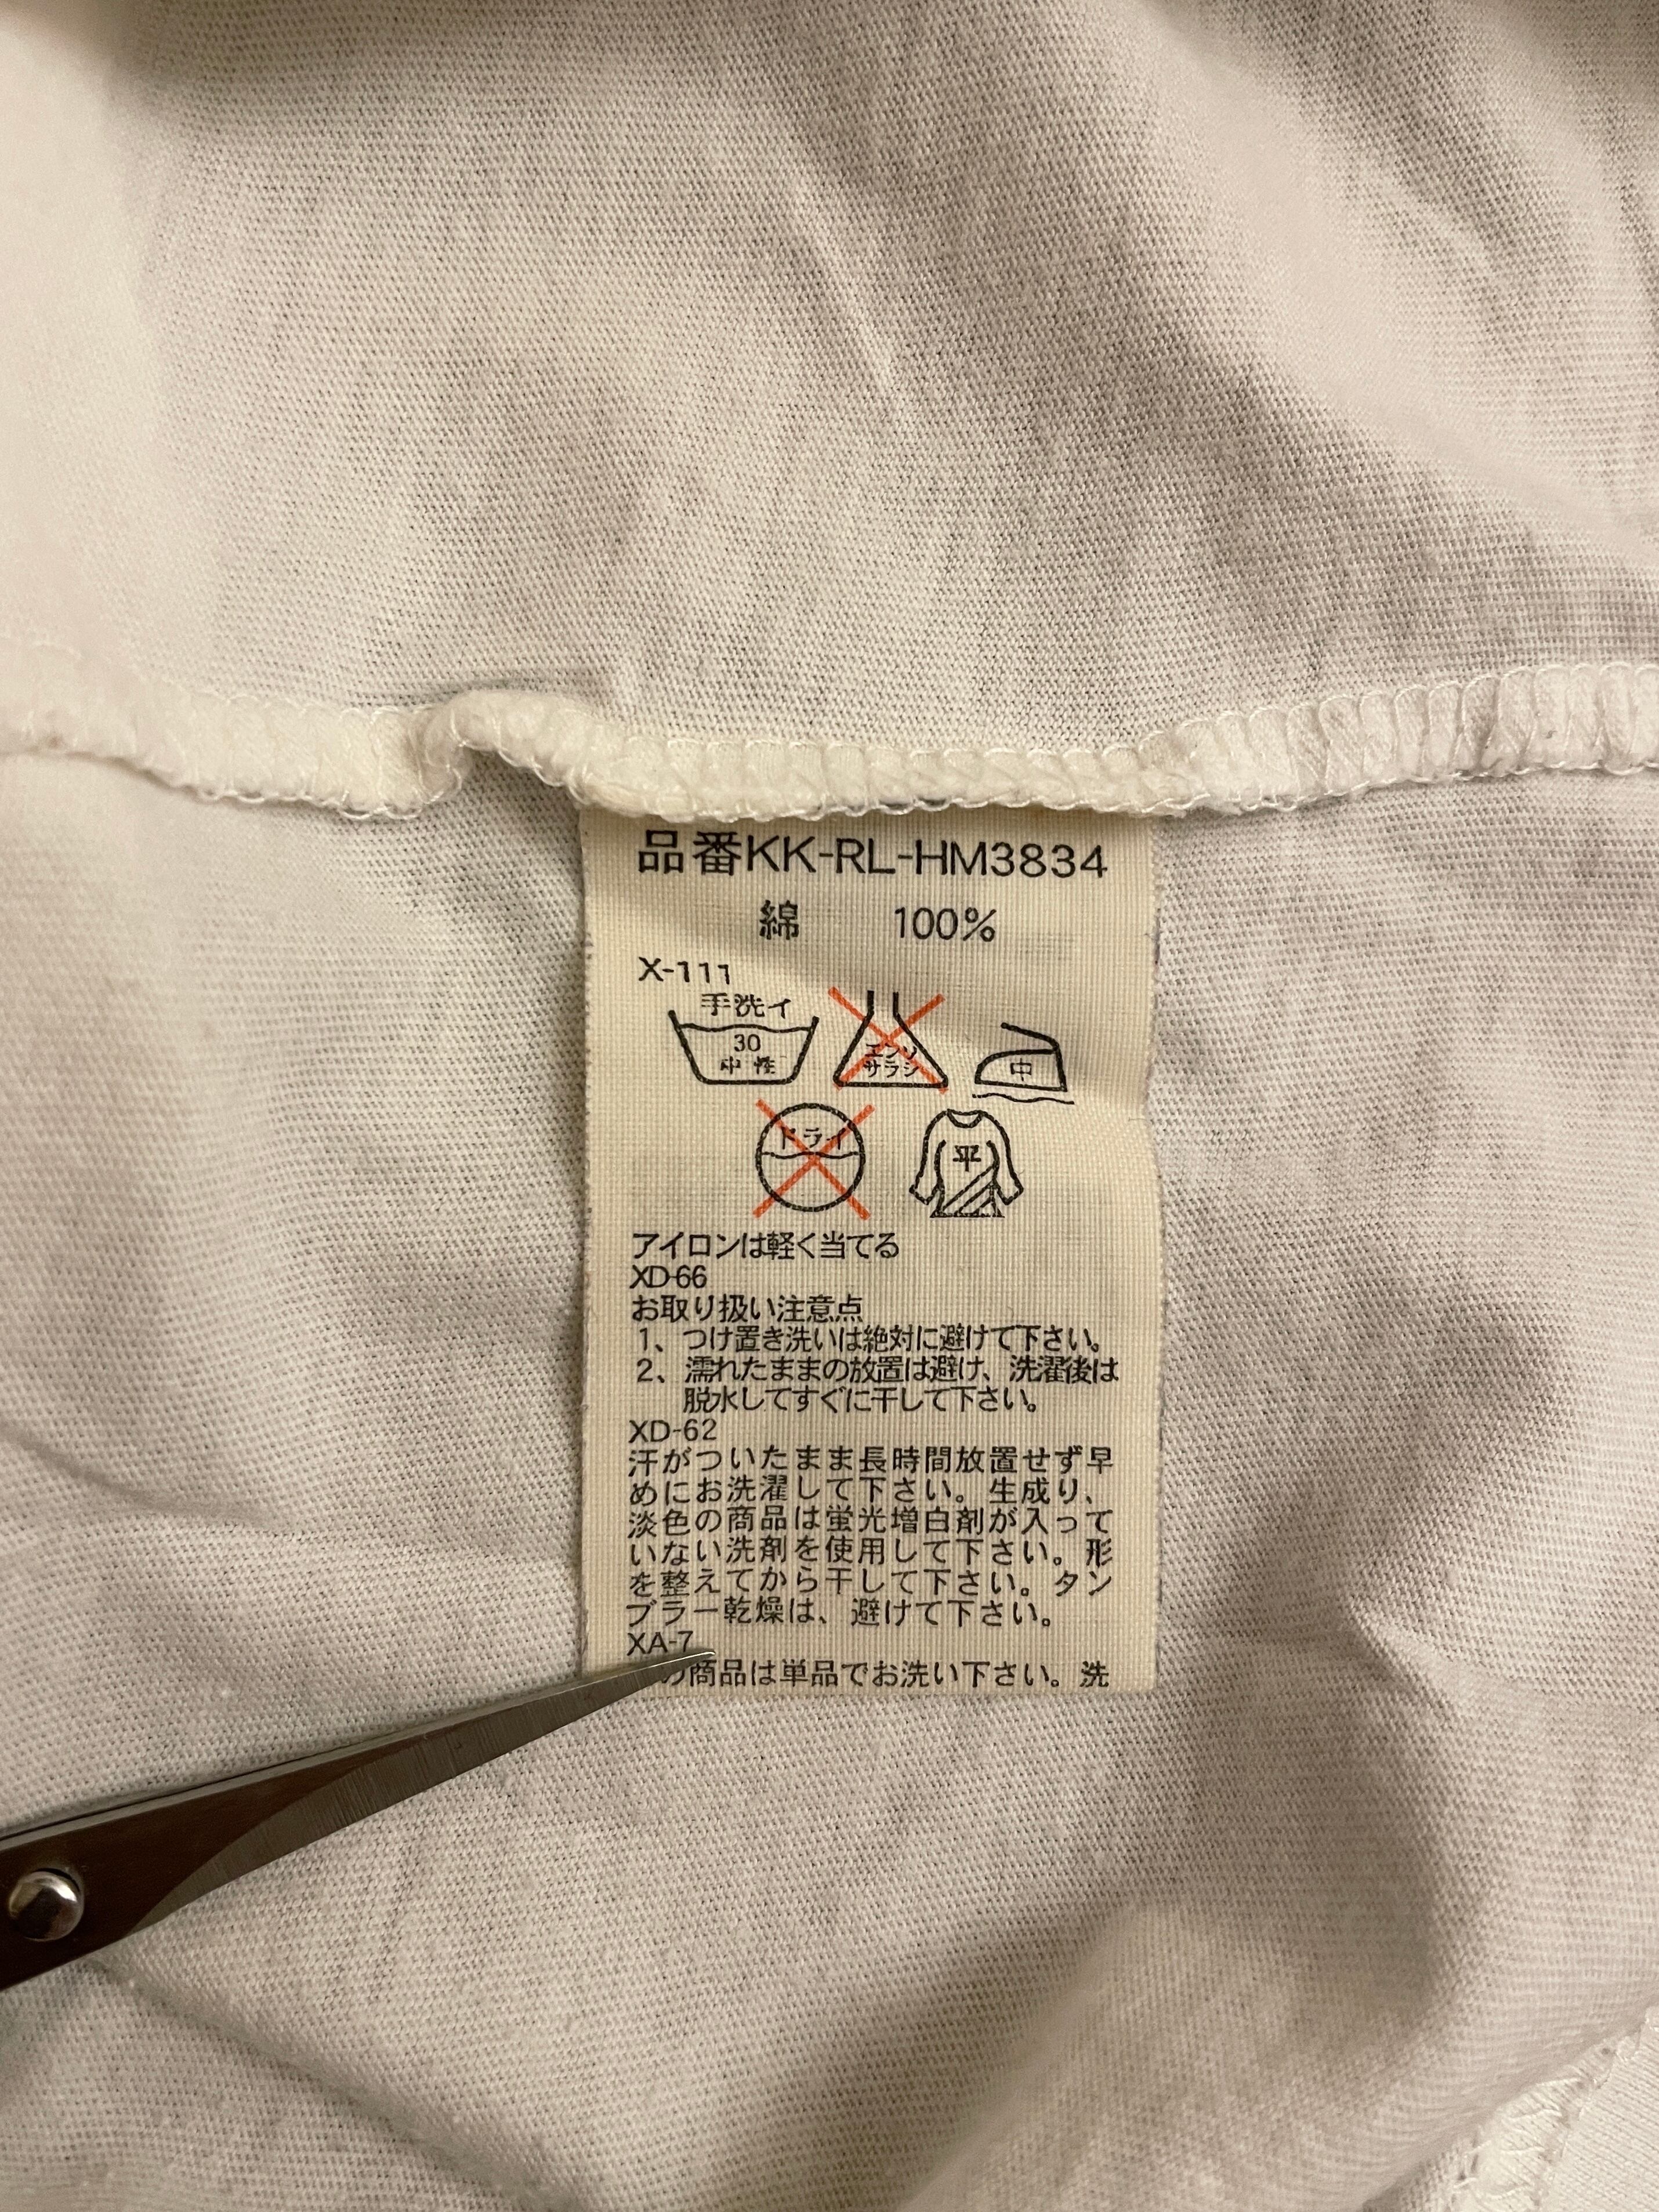 品番KK-RL-HM3834
綿 100%
X-111
手洗イ
30
中性
エンソ
サラシ
中
ドライ
平
アイロンは軽く当てる
XD-66
お取り扱い注意点
1、つけ置き洗いは絶対に避けて下さい。
2、濡れたままの放置は避け、洗濯後は
脱水してすぐに干して下さい。
XD-62
汗がついたまま長時間放置せず早
めにお洗濯して下さい。生成り、
淡色の商品は蛍光増白剤が入って
いない洗剤を使用して下さい。形
を整えてから干して下さい。タン
ブラー乾燥は、避けて下さい。
XA-7
の商品は単品でお洗い下さい。洗